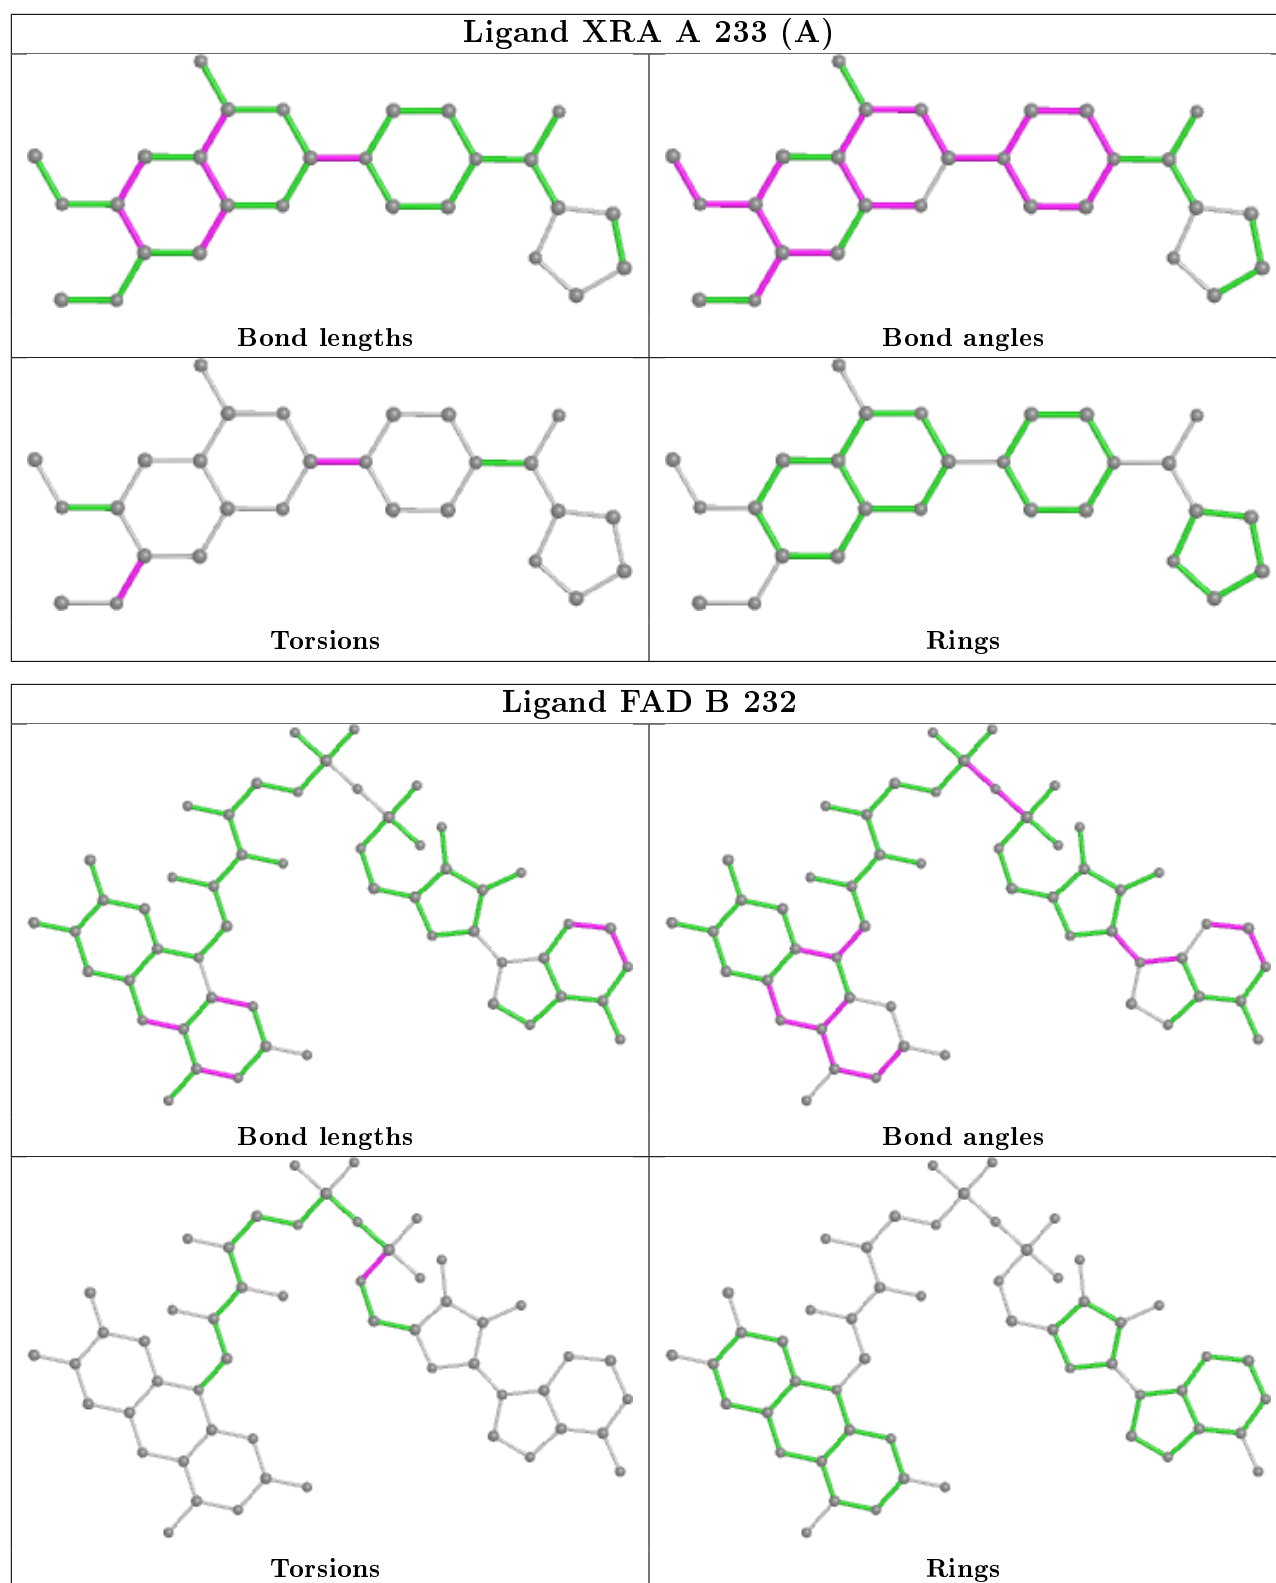 Ligand XRA A 233 (A)
Bond lengths
Bond angles
Torsions
Rings
Ligand FAD B 232
Bond lengths
Bond angles
Torsions
Rings